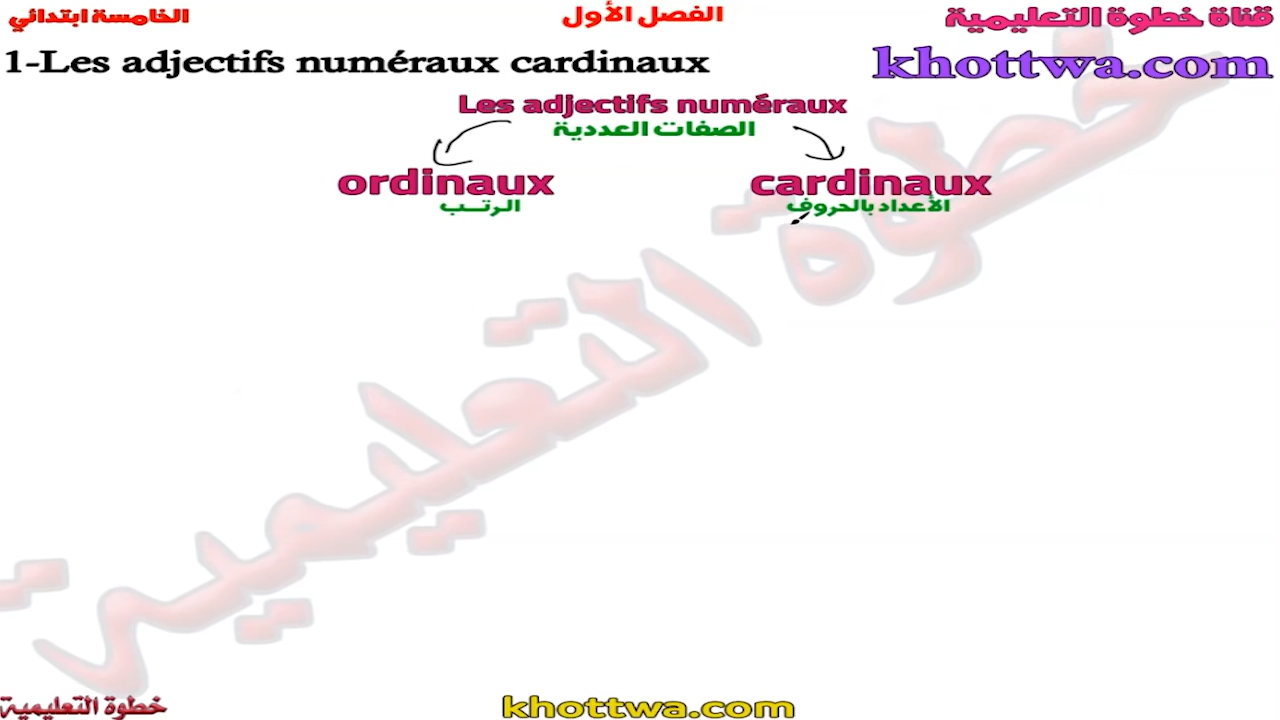 الخامسة ابتدائي
الفصل الأول
قناة خطوة التعليمية
1-Les adjectifs numéraux cardinaux
khottwa.com
Les adjectifs numéraux
الصفات العددية
ordinaux
cardinaux
الرتـب
الأعداد بالحروف
خطوة التعليمية
خطوة التعليمية
khottwa.com